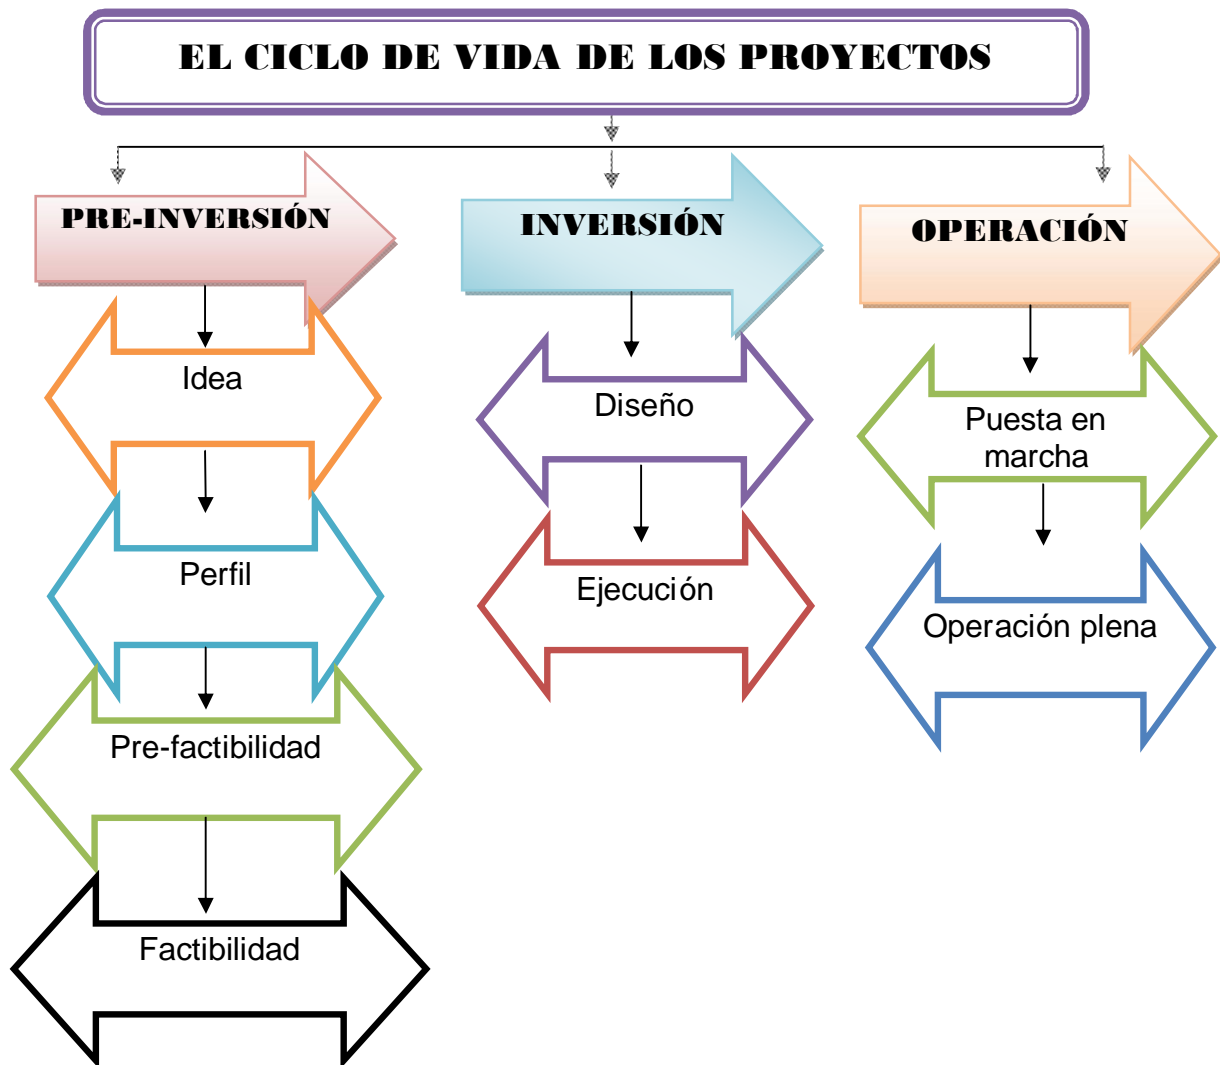 EL CICLO DE VIDA DE LOS PROYECTOS
PRE-INVERSIÓN
INVERSIÓN
OPERACIÓN
Idea
Perfil
Pre-factibilidad
Factibilidad
Diseño
Ejecución
Puesta en
marcha
Operación plena